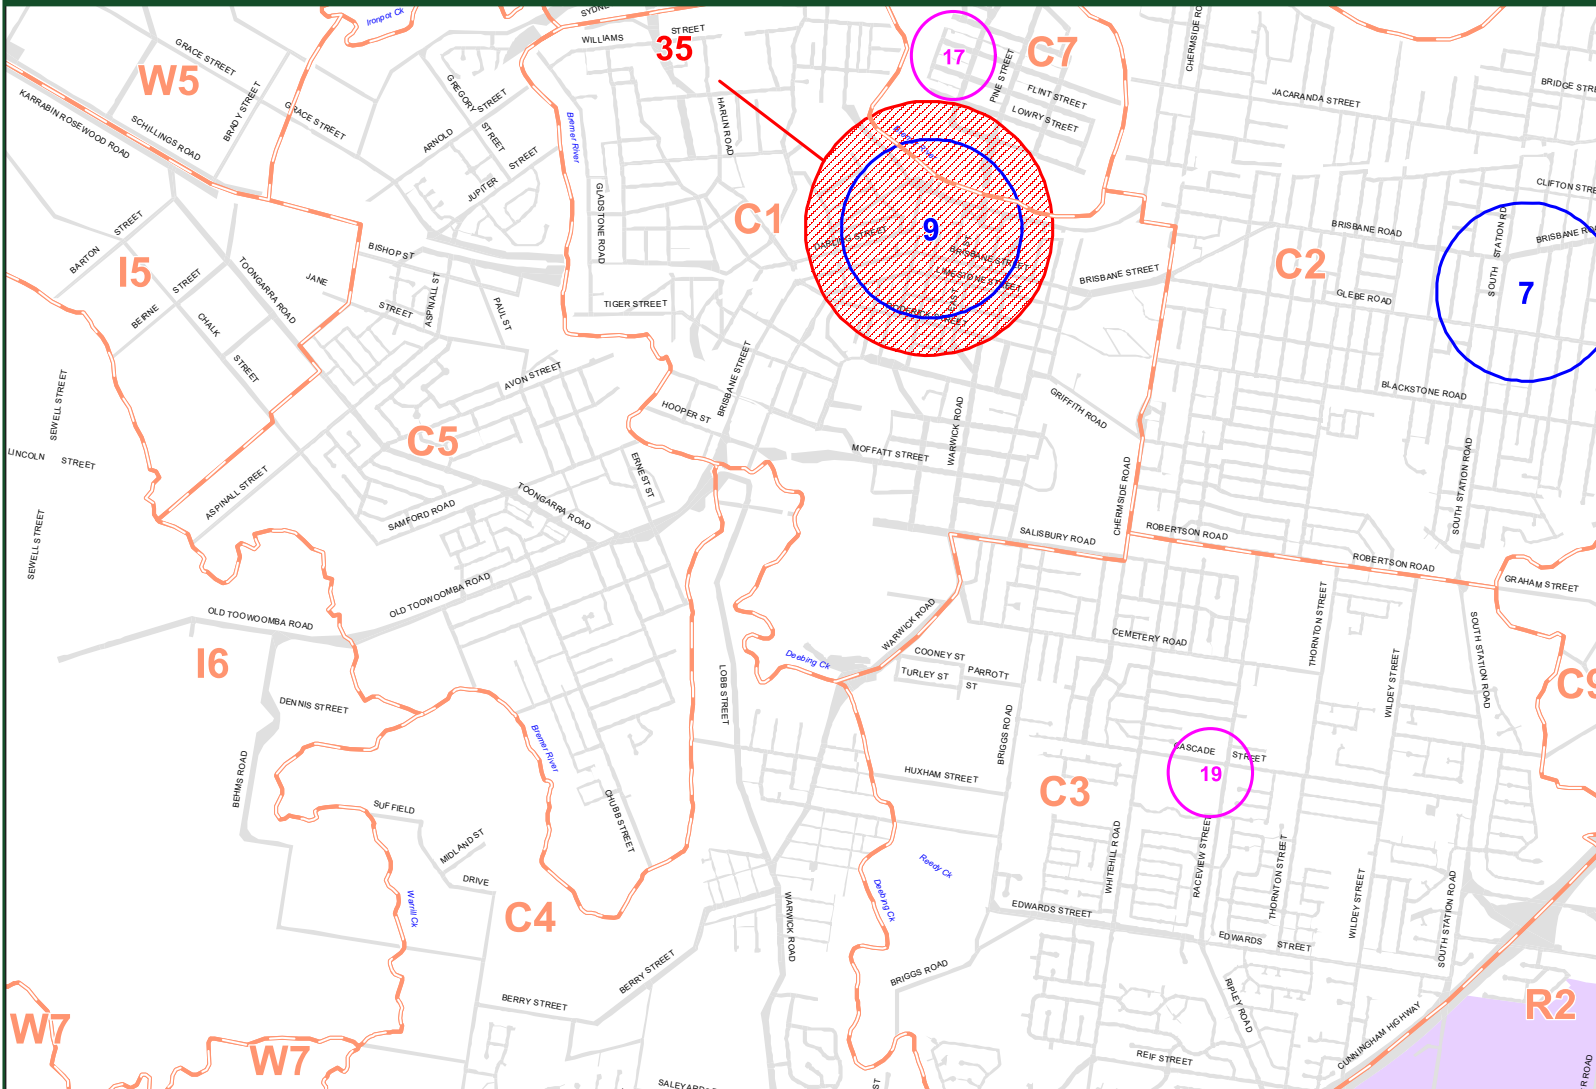 Ironpot Ck
WILLIAMS STREET
35
17
C7
PINE STREET
FLINT STREET
LOWRY STREET
JACARANDA STREET
GRACE STREET
W5
BRADY STREET
GRACE STREET
KARRABIN ROSEWOOD ROAD
SCHILLINGS ROAD
GREGORY STREET
ARNOLD STREET
JUPITER STREET
Bremer River
HARLIN ROAD
GLADSTONE ROAD
C1
9
DARLING STREET
BRISBANE STREET
LIMESTONE STREET
EAST
BRISBANE STREET
BRISBANE ROAD
C2
GLEBE ROAD
SOUTH STATION RD
7
BLACKSTONE ROAD
BARTON STREET
I5
BEIRNE STREET
CHALK STREET
TOONGARRA ROAD
JANE STREET
BISHOP ST
ASPINALL ST
PAUL ST
TIGER STREET
AVON STREET
C5
HOOPER ST
BRISBANE STREET
ERNEST ST
MOFFATT STREET
WARWICK ROAD
GRIFFITH ROAD
CHERMSIDE ROAD
SOUTH STATION ROAD
SEWELL STREET
LINCOLN STREET
SEWELL STREET
ASPINALL STREET
SAMFORD ROAD
TOONGARRA ROAD
OLD TOOWOOMBA ROAD
SALISBURY ROAD
ROBERTSON ROAD
ROBERTSON ROAD
GRAHAM STREET
OLD TOOWOOMBA ROAD
I6
DENNIS STREET
BEHMS ROAD
Bremer River
LOBB STREET
Deebing Ck
WARWICK ROAD
COONEY ST
TURLEY ST
PARROTT ST
CEMETERY ROAD
THORNTON STREET
WILDEY STREET
SOUTH STATION ROAD
C9
BRIGGS ROAD
HUXHAM STREET
CASCADE STREET
19
C3
SUFFIELD DRIVE
MIDLAND ST
CHUBB STREET
Warrill Ck
C4
Reedy Ck
Deebing Ck
WARWICK ROAD
WHITEHILL ROAD
RACEVIEW STREET
THORNTON STREET
WILDEY STREET
SOUTH STATION ROAD
EDWARDS STREET
EDWARDS STREET
BERRY STREET
BERRY STREET
BRIGGS ROAD
RIPLEY ROAD
CUNNINGHAM HIGHWAY
R2
REIF STREET
W7
W7
ROAD
ST